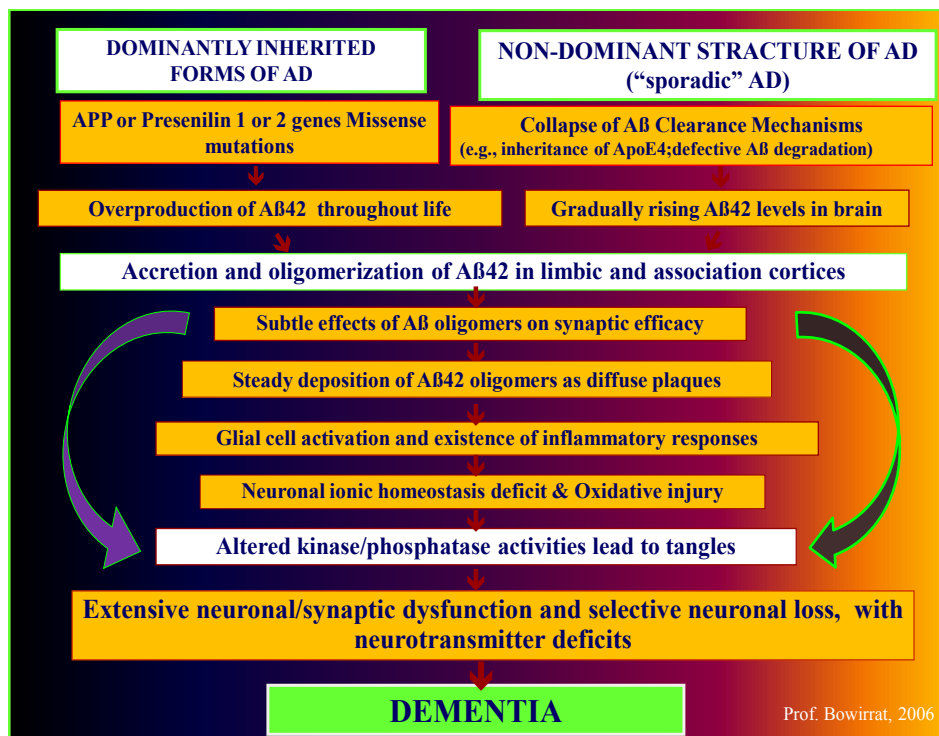 DOMINANTLY INHERITED
FORMS OF AD
NON-DOMINANT STRACTURE OF AD
(“sporadic” AD)
APP or Presenilin 1 or 2 genes Missense
mutations
Collapse of Aß Clearance Mechanisms
(e.g., inheritance of ApoE4;defective Aß degradation)
Overproduction of Aß42 throughout life
Gradually rising Aß42 levels in brain
Accretion and oligomerization of Aß42 in limbic and association cortices
Subtle effects of Aß oligomers on synaptic efficacy
Steady deposition of Aß42 oligomers as diffuse plaques
Glial cell activation and existence of inflammatory responses
Neuronal ionic homeostasis deficit & Oxidative injury
Altered kinase/phosphatase activities lead to tangles
Extensive neuronal/synaptic dysfunction and selective neuronal loss, with
neurotransmitter deficits
DEMENTIA
Prof. Bowirrat, 2006